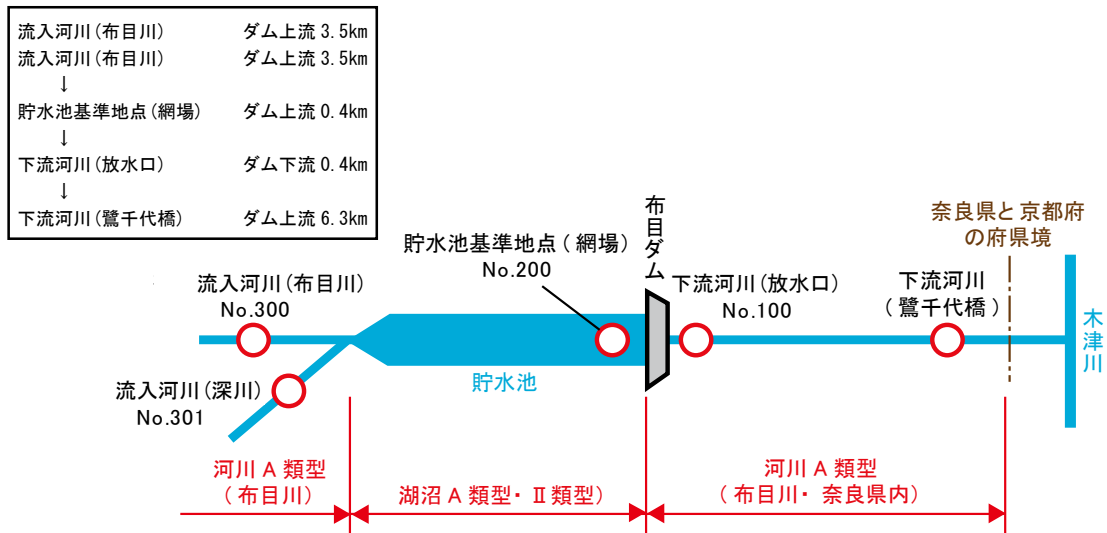 流入河川(布目川) ダム上流 3.5km
流入河川(布目川) ダム上流 3.5km
↓
貯水池基準地点(網場) ダム上流 0.4km
↓
下流河川(放水口) ダム下流 0.4km
↓
下流河川(鷺千代橋) ダム上流 6.3km
布目ダム
奈良県と京都府
の府県境
貯水池基準地点(網場)
No.200
流入河川(布目川)
No.300
下流河川(放水口)
No.100
下流河川
(鷺千代橋)
木津川
貯水池
流入河川(深川)
No.301
河川A類型
(布目川)
湖沼A類型・Ⅱ類型)
河川A類型
(布目川・奈良県内)